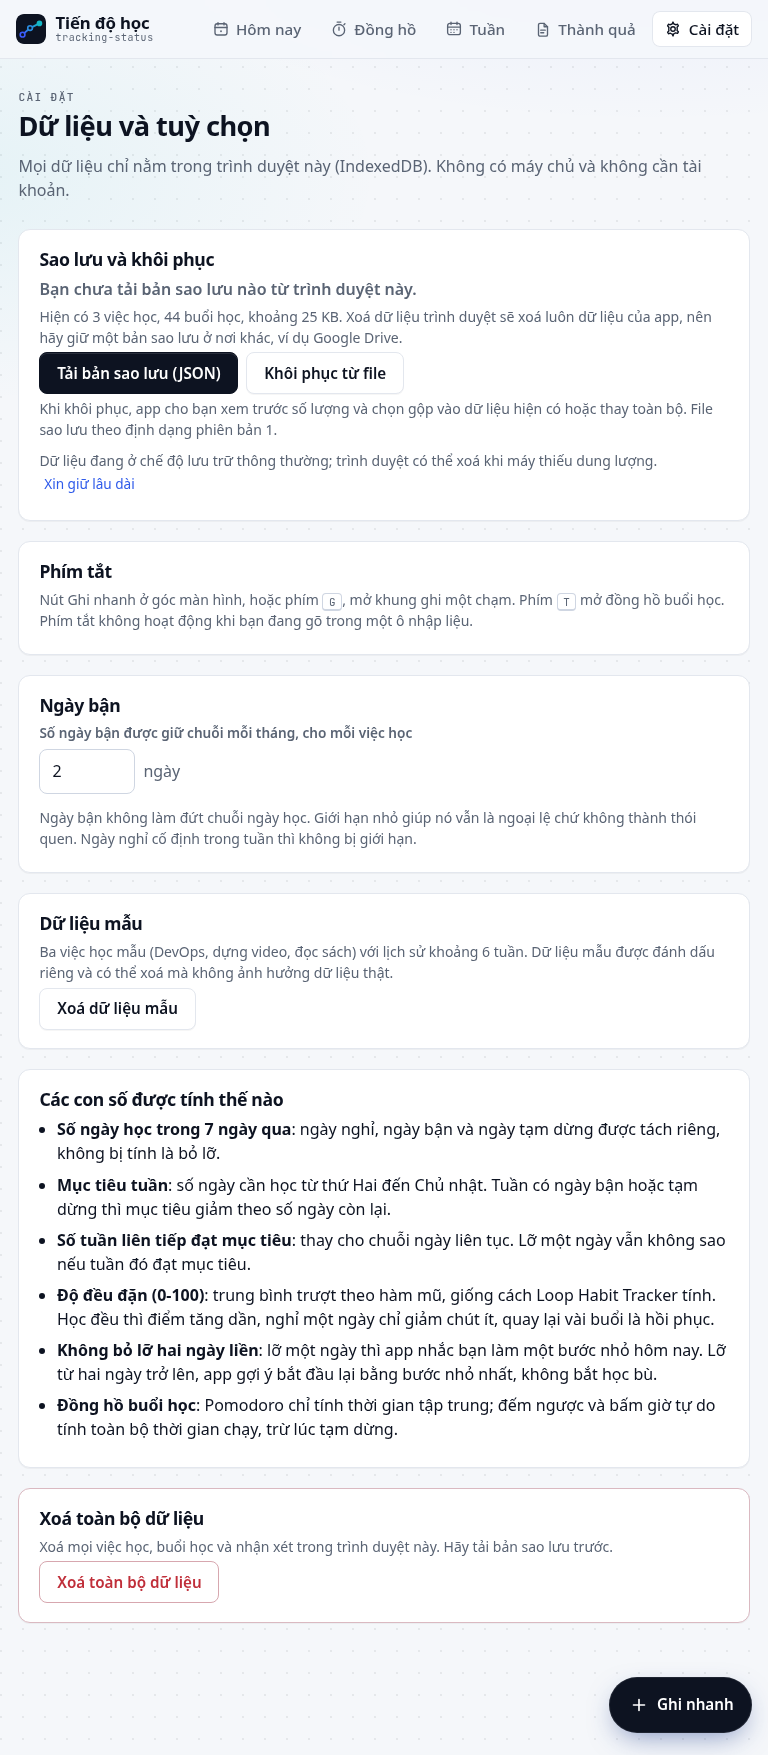 Tiến độ học
tracking-status
Hôm nay
Đồng hồ
Tuần
Thành quả
Cài đặt
CÀI ĐẶT
Dữ liệu và tuỳ chọn
Mọi dữ liệu chỉ nằm trong trình duyệt này (IndexedDB). Không có máy chủ và không cần tài
khoản.
Sao lưu và khôi phục
Bạn chưa tải bản sao lưu nào từ trình duyệt này.
Hiện có 3 việc học, 44 buổi học, khoảng 25 KB. Xoá dữ liệu trình duyệt sẽ xoá luôn dữ liệu của app, nên
hãy giữ một bản sao lưu ở nơi khác, ví dụ Google Drive.
Tải bản sao lưu (JSON)
Khôi phục từ file
Khi khôi phục, app cho bạn xem trước số lượng và chọn gộp vào dữ liệu hiện có hoặc thay toàn bộ. File
sao lưu theo định dạng phiên bản 1.
Dữ liệu đang ở chế độ lưu trữ thông thường; trình duyệt có thể xoá khi máy thiếu dung lượng.
Xin giữ lâu dài
Phím tắt
Nút Ghi nhanh ở góc màn hình, hoặc phím G, mở khung ghi một chạm. Phím T mở đồng hồ buổi học.
Phím tắt không hoạt động khi bạn đang gõ trong một ô nhập liệu.
Ngày bận
Số ngày bận được giữ chuỗi mỗi tháng, cho mỗi việc học
2 ngày
Ngày bận không làm đứt chuỗi ngày học. Giới hạn nhỏ giúp nó vẫn là ngoại lệ chứ không thành thói
quen. Ngày nghỉ cố định trong tuần thì không bị giới hạn.
Dữ liệu mẫu
Ba việc học mẫu (DevOps, dựng video, đọc sách) với lịch sử khoảng 6 tuần. Dữ liệu mẫu được đánh dấu
riêng và có thể xoá mà không ảnh hưởng dữ liệu thật.
Xoá dữ liệu mẫu
Các con số được tính thế nào
Số ngày học trong 7 ngày qua: ngày nghỉ, ngày bận và ngày tạm dừng được tách riêng,
không bị tính là bỏ lỡ.
Mục tiêu tuần: số ngày cần học từ thứ Hai đến Chủ nhật. Tuần có ngày bận hoặc tạm
dừng thì mục tiêu giảm theo số ngày còn lại.
Số tuần liên tiếp đạt mục tiêu: thay cho chuỗi ngày liên tục. Lỡ một ngày vẫn không sao
nếu tuần đó đạt mục tiêu.
Độ đều đặn (0-100): trung bình trượt theo hàm mũ, giống cách Loop Habit Tracker tính.
Học đều thì điểm tăng dần, nghỉ một ngày chỉ giảm chút ít, quay lại vài buổi là hồi phục.
Không bỏ lỡ hai ngày liền: lỡ một ngày thì app nhắc bạn làm một bước nhỏ hôm nay. Lỡ
từ hai ngày trở lên, app gợi ý bắt đầu lại bằng bước nhỏ nhất, không bắt học bù.
Đồng hồ buổi học: Pomodoro chỉ tính thời gian tập trung; đếm ngược và bấm giờ tự do
tính toàn bộ thời gian chạy, trừ lúc tạm dừng.
Xoá toàn bộ dữ liệu
Xoá mọi việc học, buổi học và nhận xét trong trình duyệt này. Hãy tải bản sao lưu trước.
Xoá toàn bộ dữ liệu
Ghi nhanh